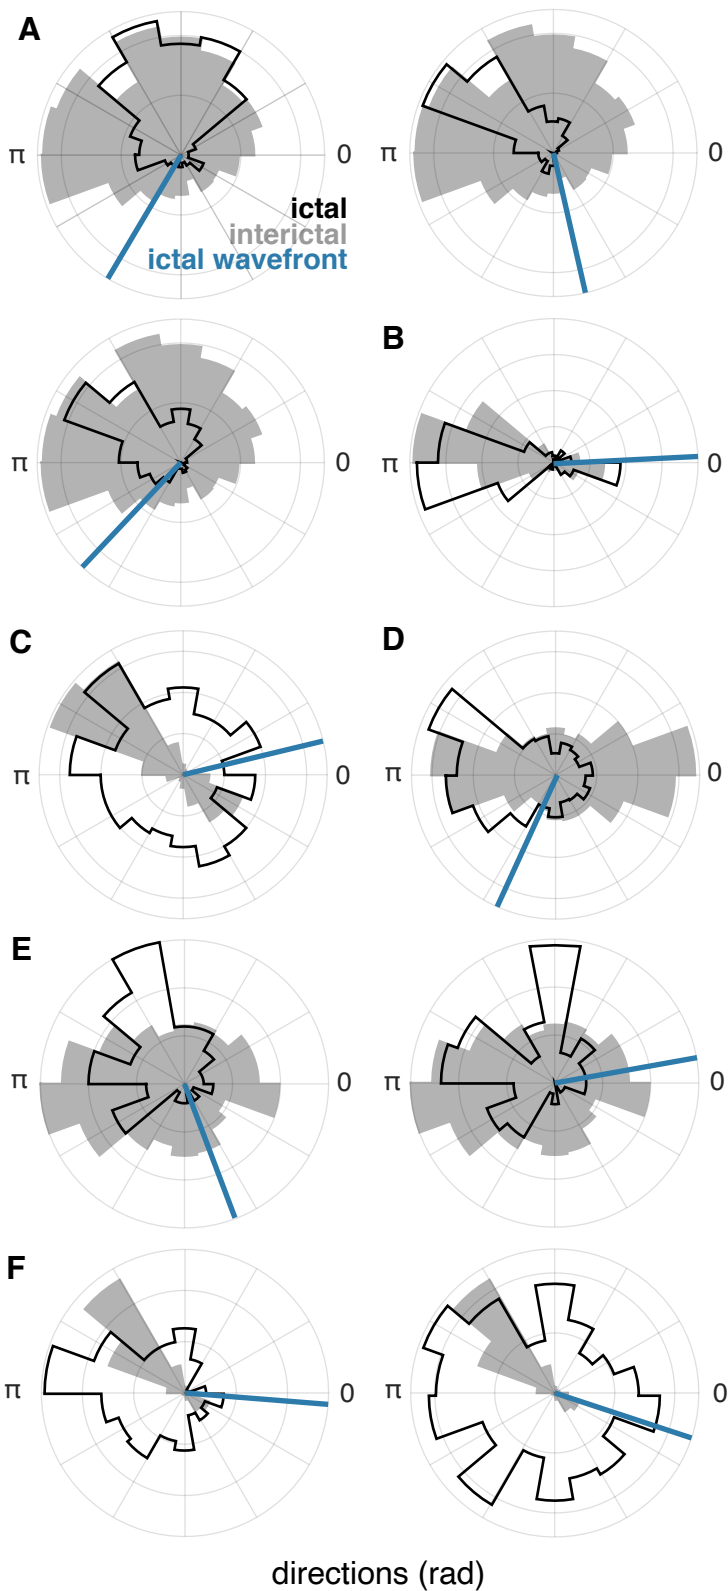 A
π 0 π 0
ictal
interictal
ictal wavefront
B
π 0 π 0
C D
π 0 π 0
E
π 0 π 0
F
π 0 π 0
directions (rad)